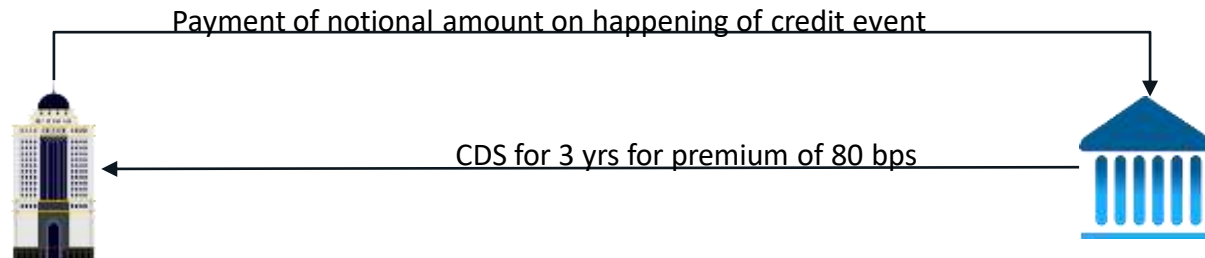 Payment of notional amount on happening of credit event
CDS for 3 yrs for premium of 80 bps